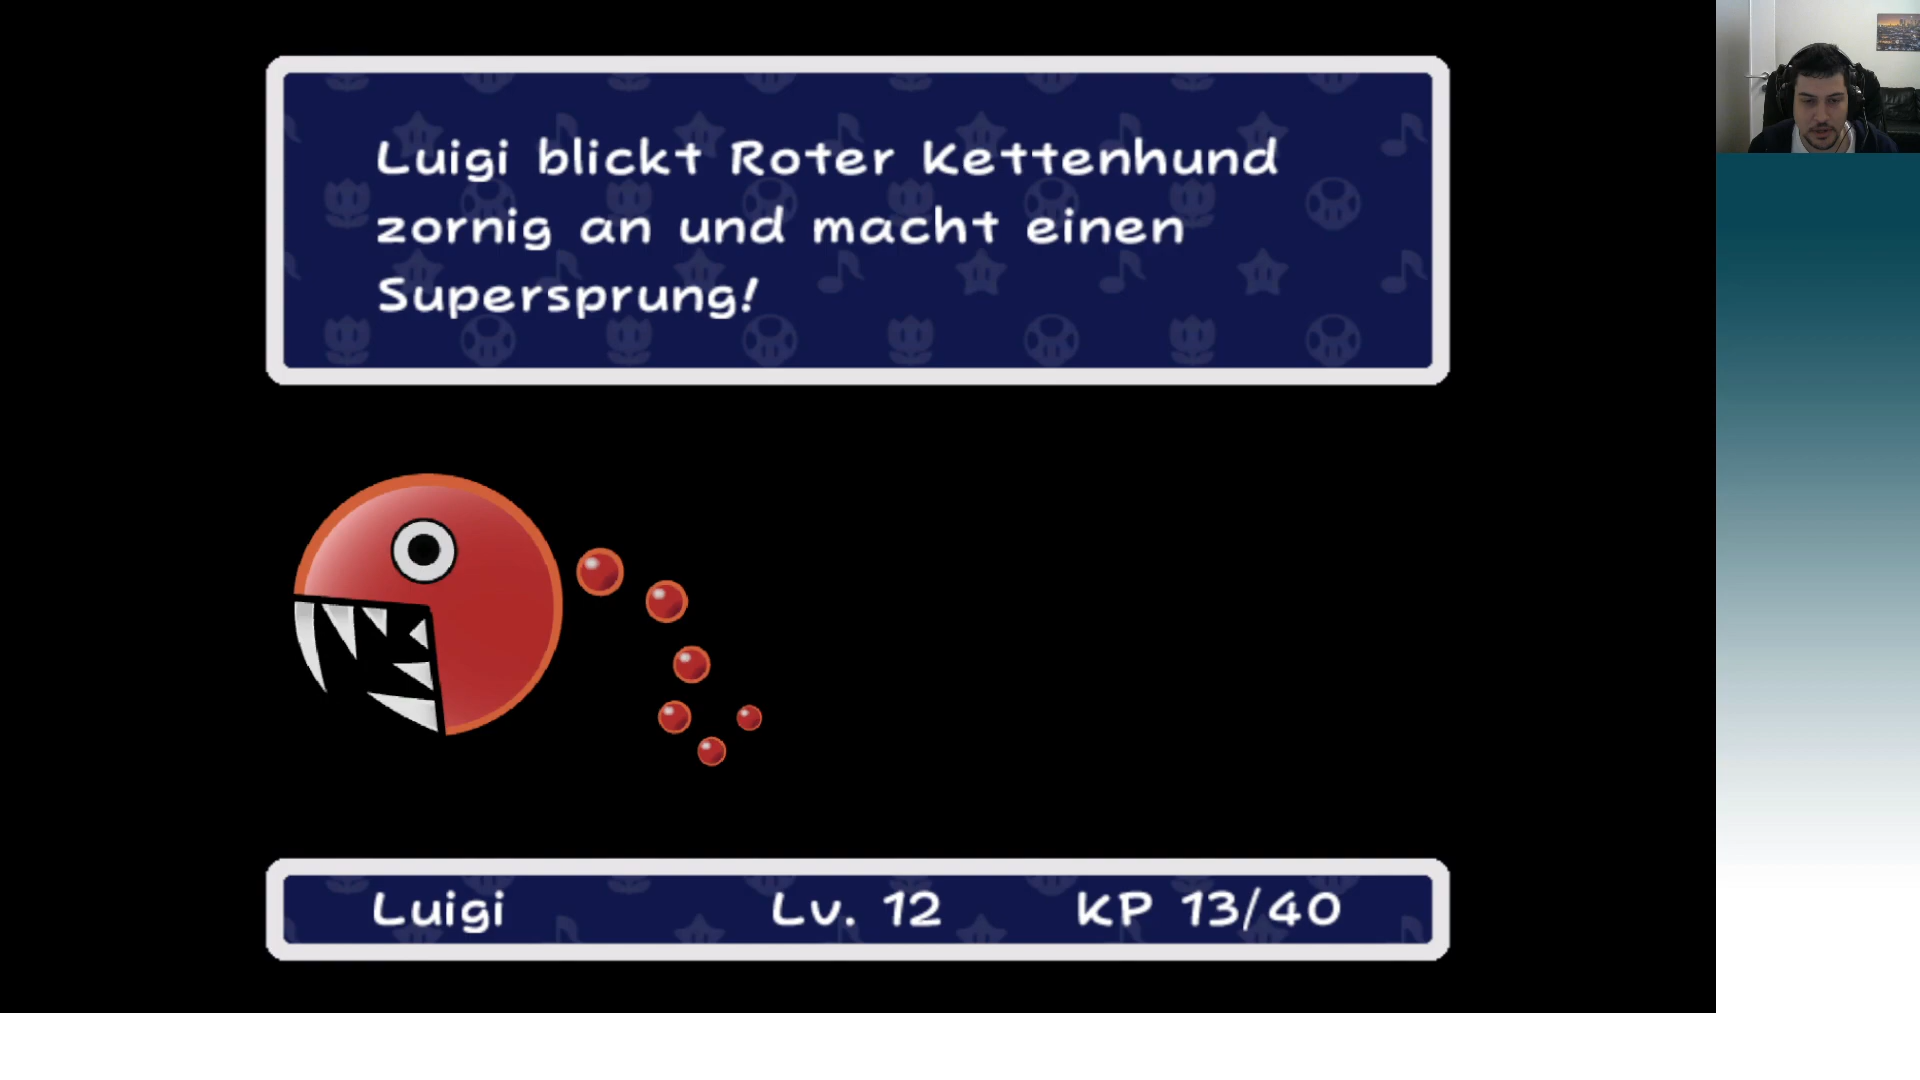 Luigi blickt Roter Kettenhund
zornig an und macht einen
Supersprung!
Luigi Lv. 12 KP 13/40